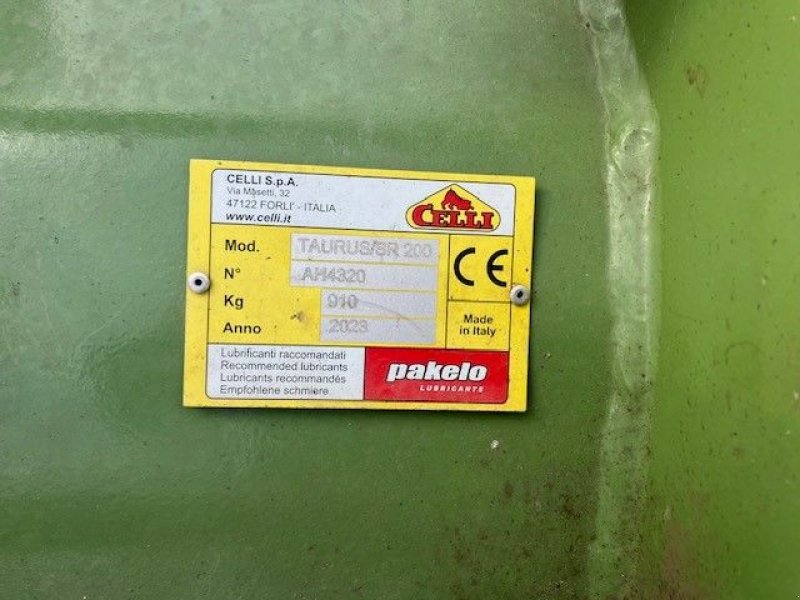 CELLI S.p.A.
Via Masetti, 32
47122 FORLI' - ITALIA
www.celli.it
CELLI
Mod. TAURUS/SR 200
N° AH4320
Kg 910
Anno 2023
CE
Made
in Italy
Lubrificanti raccomandati
Recommended lubricants
Lubricants recommandés
Empfohlene schmiere
pakelo
LUBRICANTS